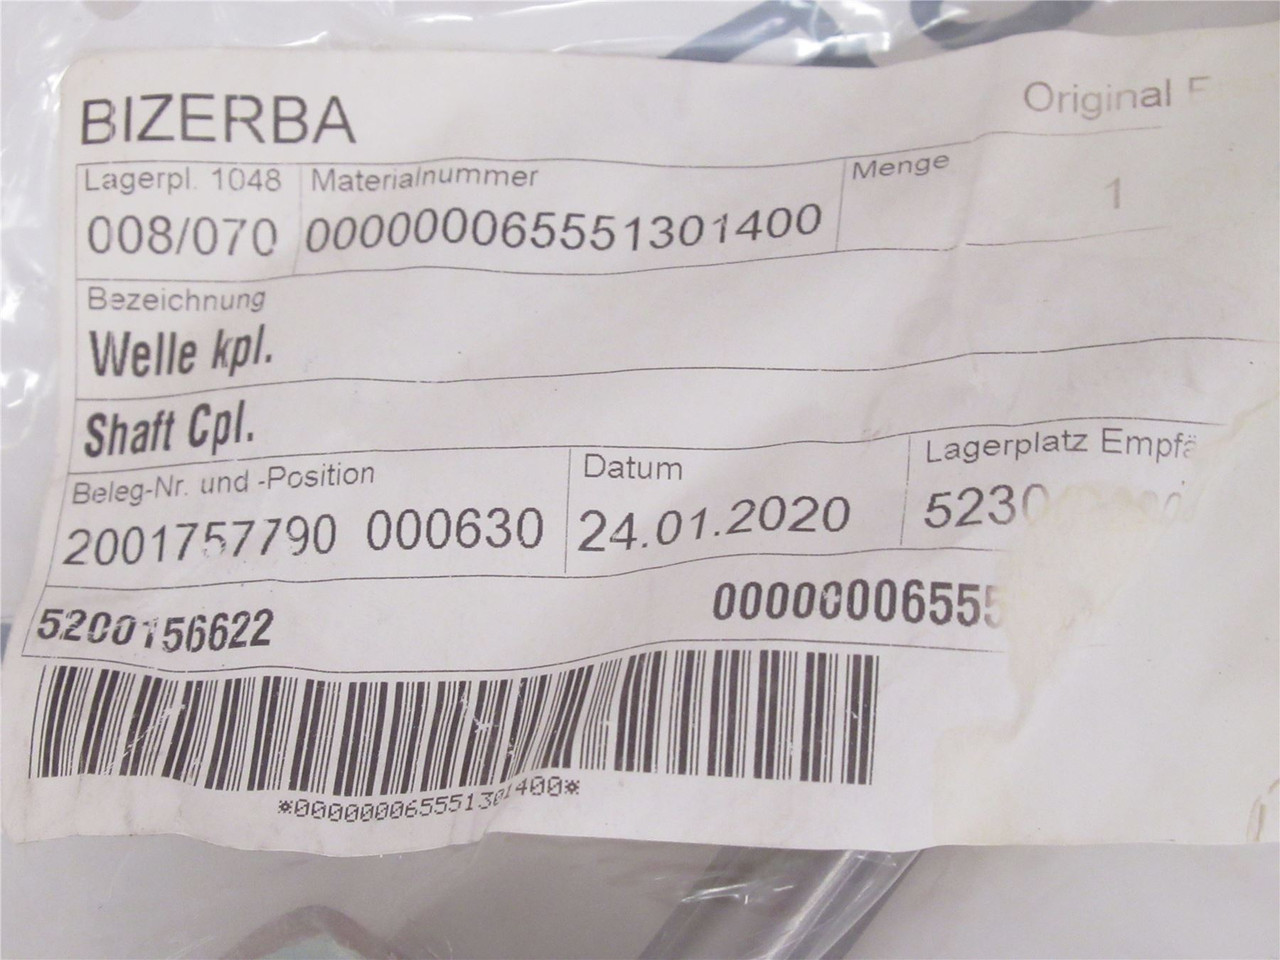 BIZERBA
Original
Lagerpl. 1048 Materialnummer Menge
008/070 000000065551301400 1
Bezeichnung
Welle kpl.
Shaft Cpl.
Beleg-Nr. und -Position Datum Lagerplatz
2001757790 000630 24.01.2020
5200156622
*000000065551301400*